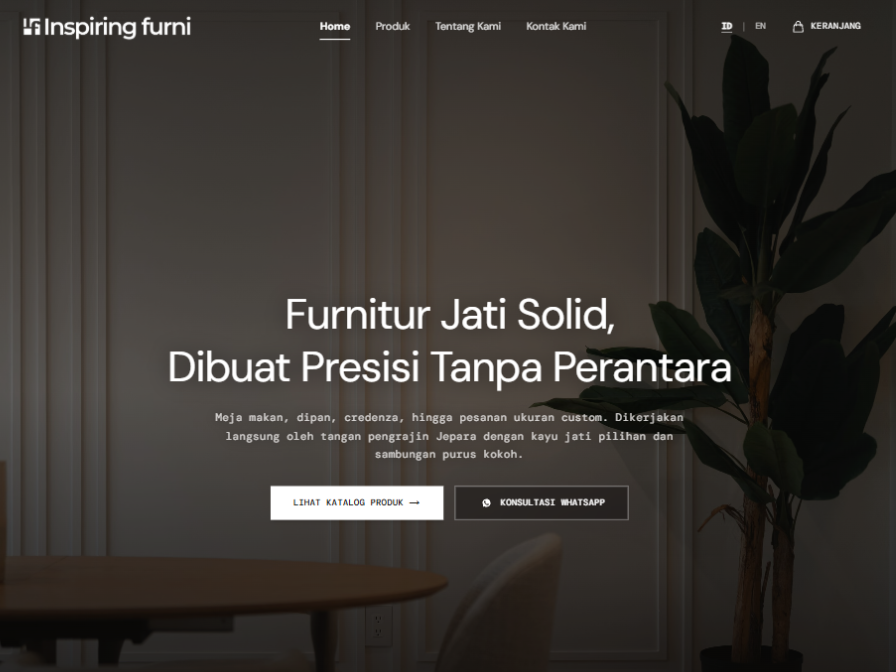 Inspiring furni
Home
Produk
Tentang Kami
Kontak Kami
ID | EN
KERANJANG
Furnitur Jati Solid,
Dibuat Presisi Tanpa Perantara
Meja makan, dipan, credenza, hingga pesanan ukuran custom. Dikerjakan
langsung oleh tangan pengrajin Jepara dengan kayu jati pilihan dan
sambungan purus kokoh.
LIHAT KATALOG PRODUK →
KONSULTASI WHATSAPP